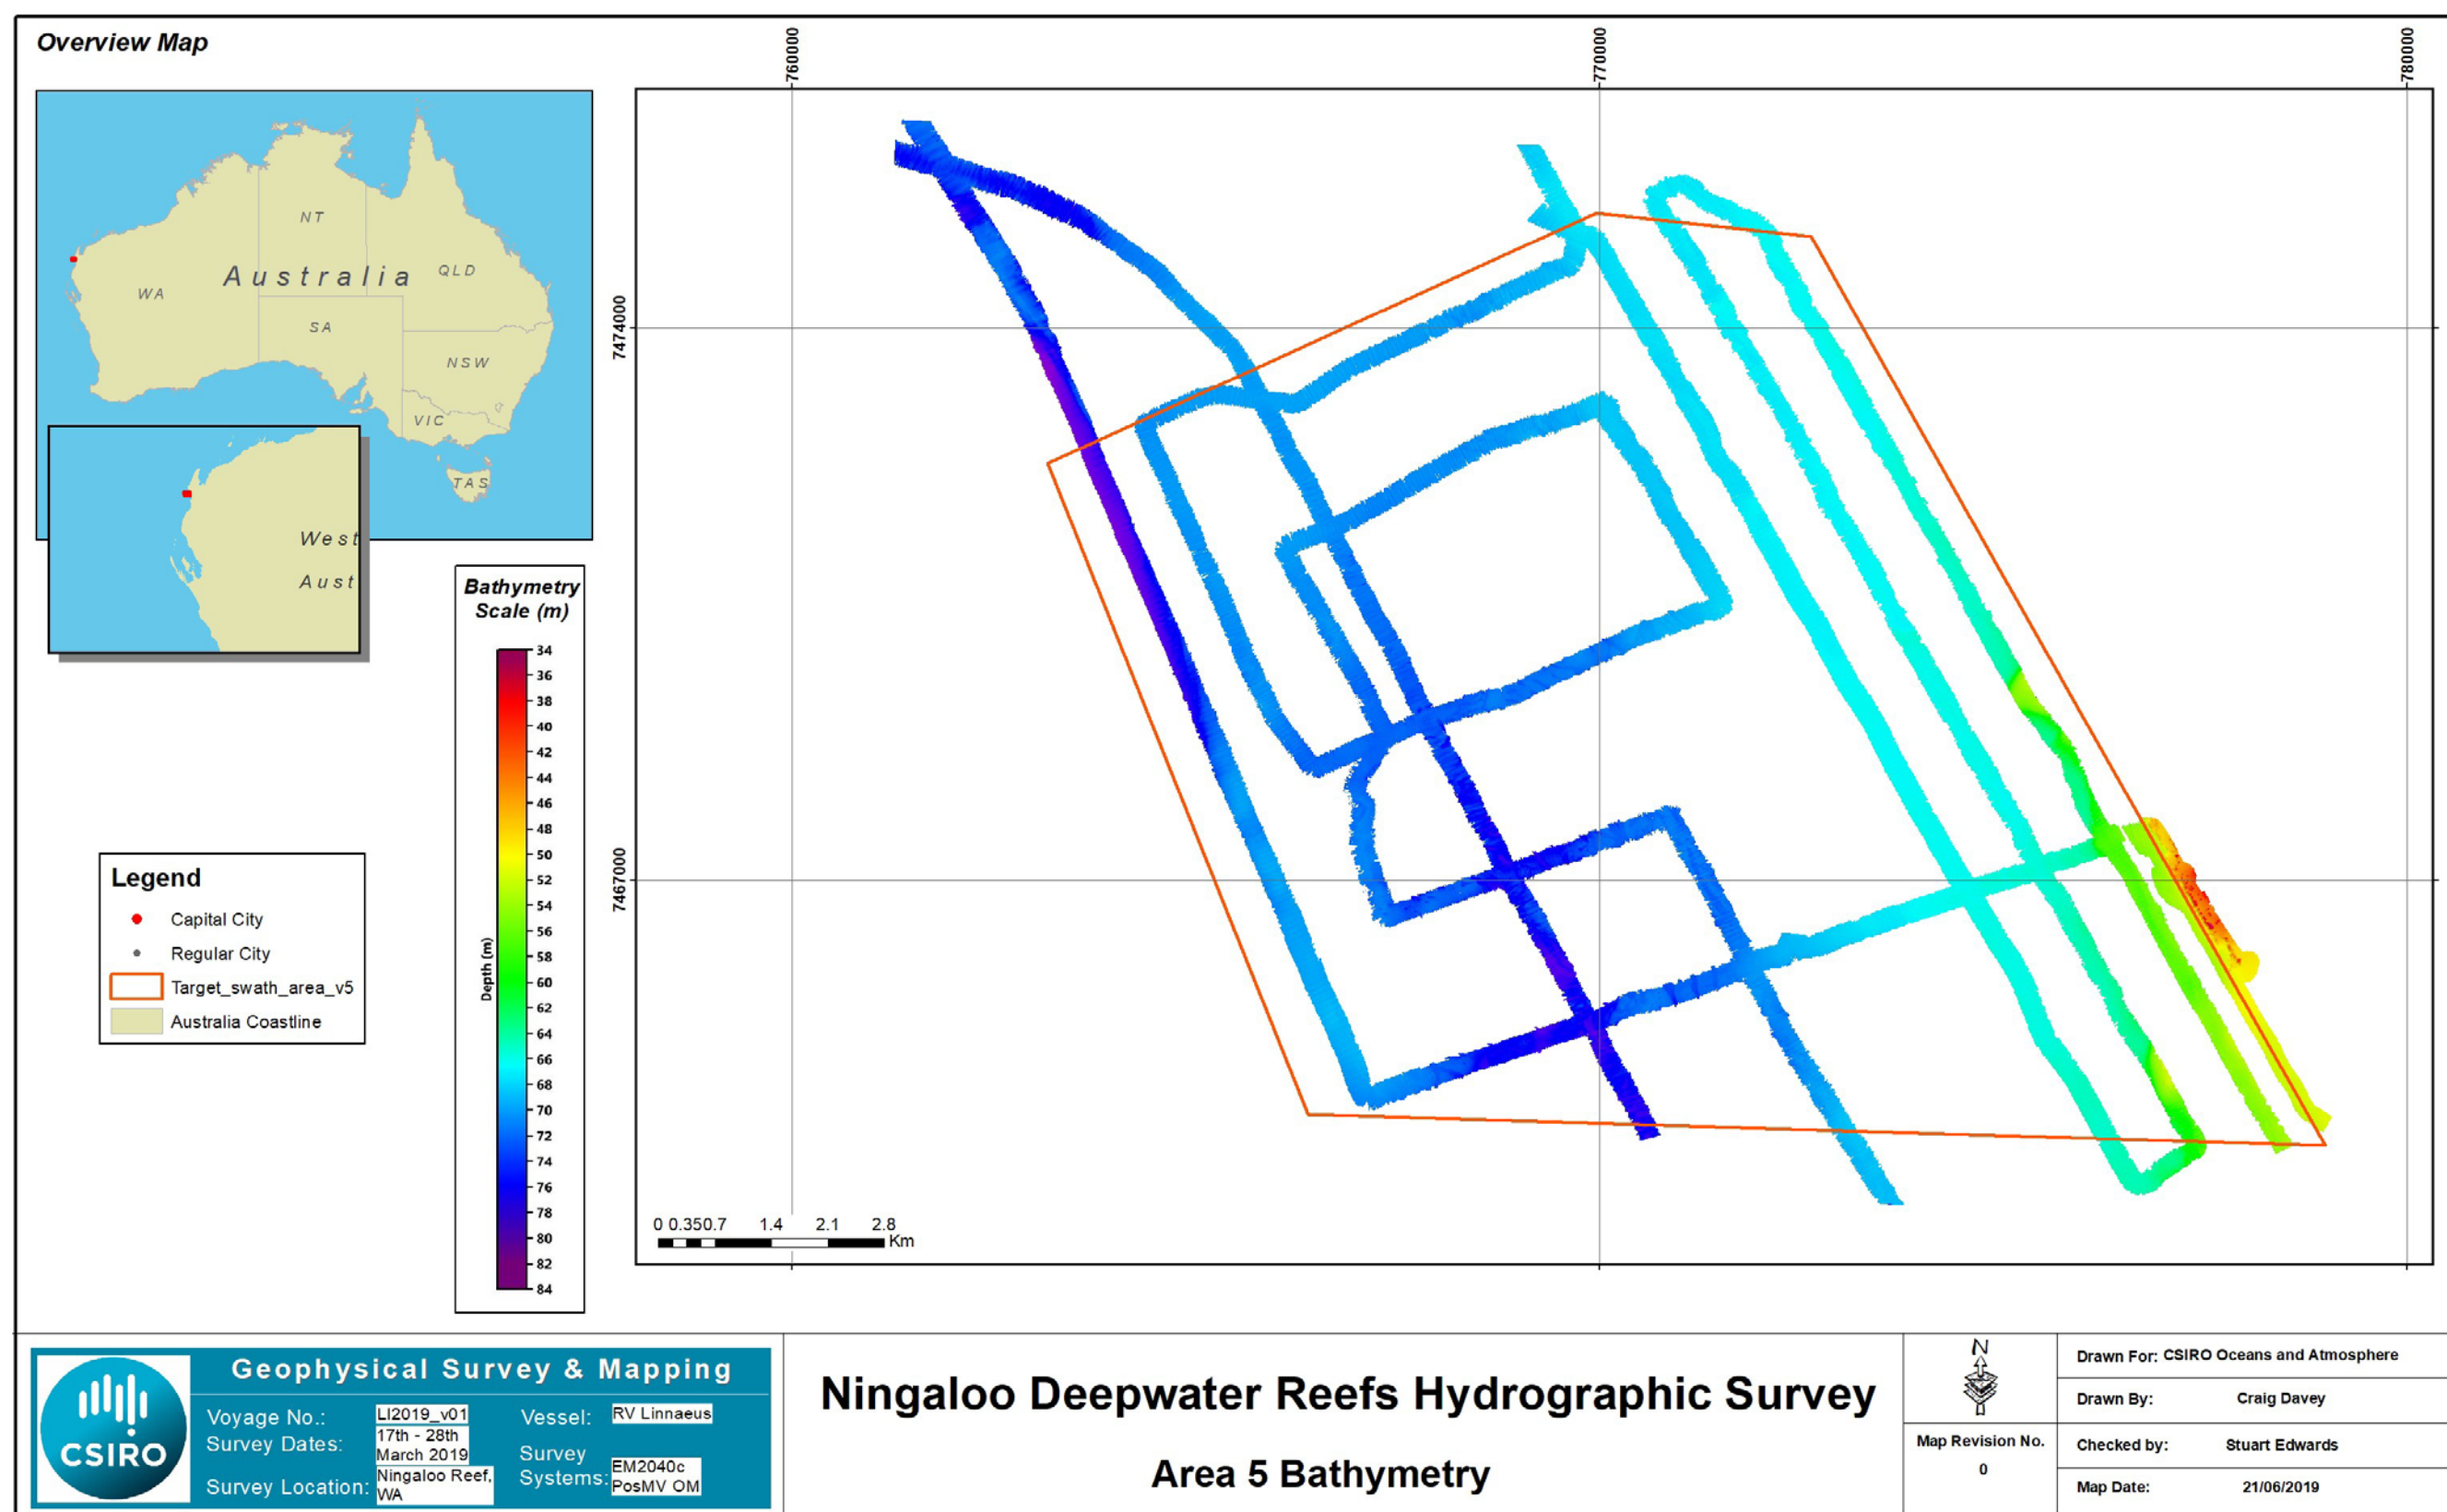 Overview Map
760000
770000
780000
NT
Australia
QLD
WA
SA
NSW
VIC
TAS
West
Aust
7474000
7467000
Bathymetry
Scale (m)
Depth (m)
34
36
38
40
42
44
46
48
50
52
54
56
58
60
62
64
66
68
70
72
74
76
78
80
82
84
Legend
Capital City
Regular City
Target_swath_area_v5
Australia Coastline
0 0.35 0.7 1.4 2.1 2.8
Km
CSIRO
Geophysical Survey & Mapping
Voyage No.: LI2019_v01
Survey Dates: 17th - 28th
March 2019
Survey Location: Ningaloo Reef,
WA
Vessel: RV Linnaeus
Survey
Systems: EM2040c
PosMV OM
Ningaloo Deepwater Reefs Hydrographic Survey
Area 5 Bathymetry
N
Map Revision No.
0
Drawn For: CSIRO Oceans and Atmosphere
Drawn By: Craig Davey
Checked by: Stuart Edwards
Map Date: 21/06/2019